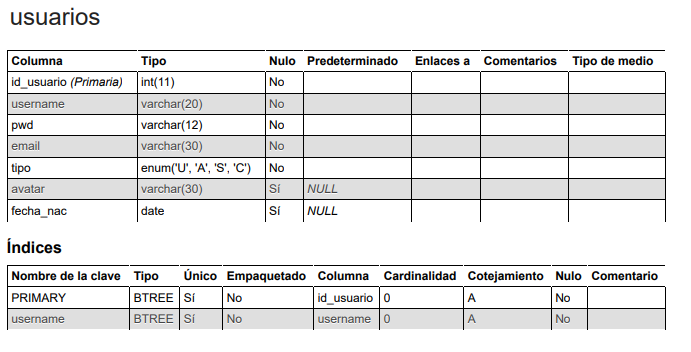 usuarios
Columna Tipo Nulo Predeterminado Enlaces a Comentarios Tipo de medio
id_usuario (Primaria) int(11) No
username varchar(20) No
pwd varchar(12) No
email varchar(30) No
tipo enum('U', 'A', 'S', 'C') No
avatar varchar(30) Sí NULL
fecha_nac date Sí NULL
Índices
Nombre de la clave Tipo Único Empaquetado Columna Cardinalidad Cotejamiento Nulo Comentario
PRIMARY BTREE Sí No id_usuario 0 A No
username BTREE Sí No username 0 A No